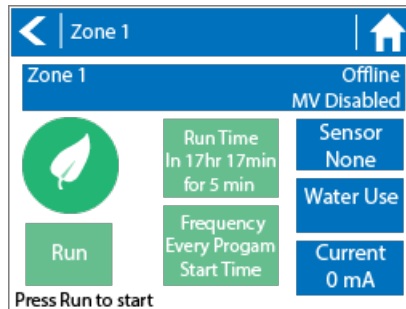 Zone 1
Zone 1
Offline
MV Disabled
Run Time
In 17hr 17min
for 5 min
Sensor
None
Water Use
Run
Frequency
Every Progam
Start Time
Current
0 mA
Press Run to start